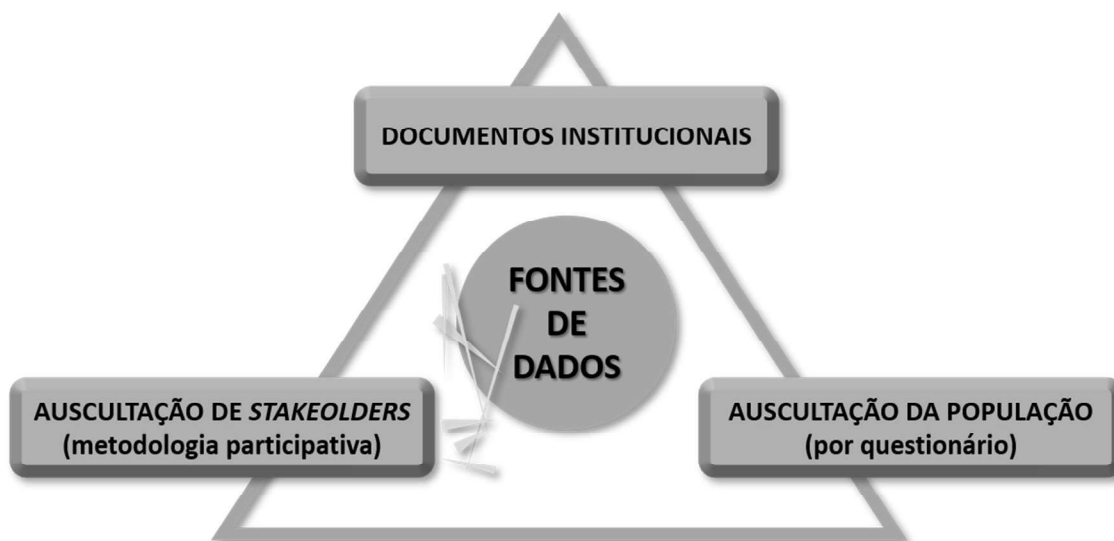 DOCUMENTOS INSTITUCIONAIS
FONTES
DE
DADOS
AUSCULTAÇÃO DE STAKEOLDERS
(metodologia participativa)
AUSCULTAÇÃO DA POPULAÇÃO
(por questionário)